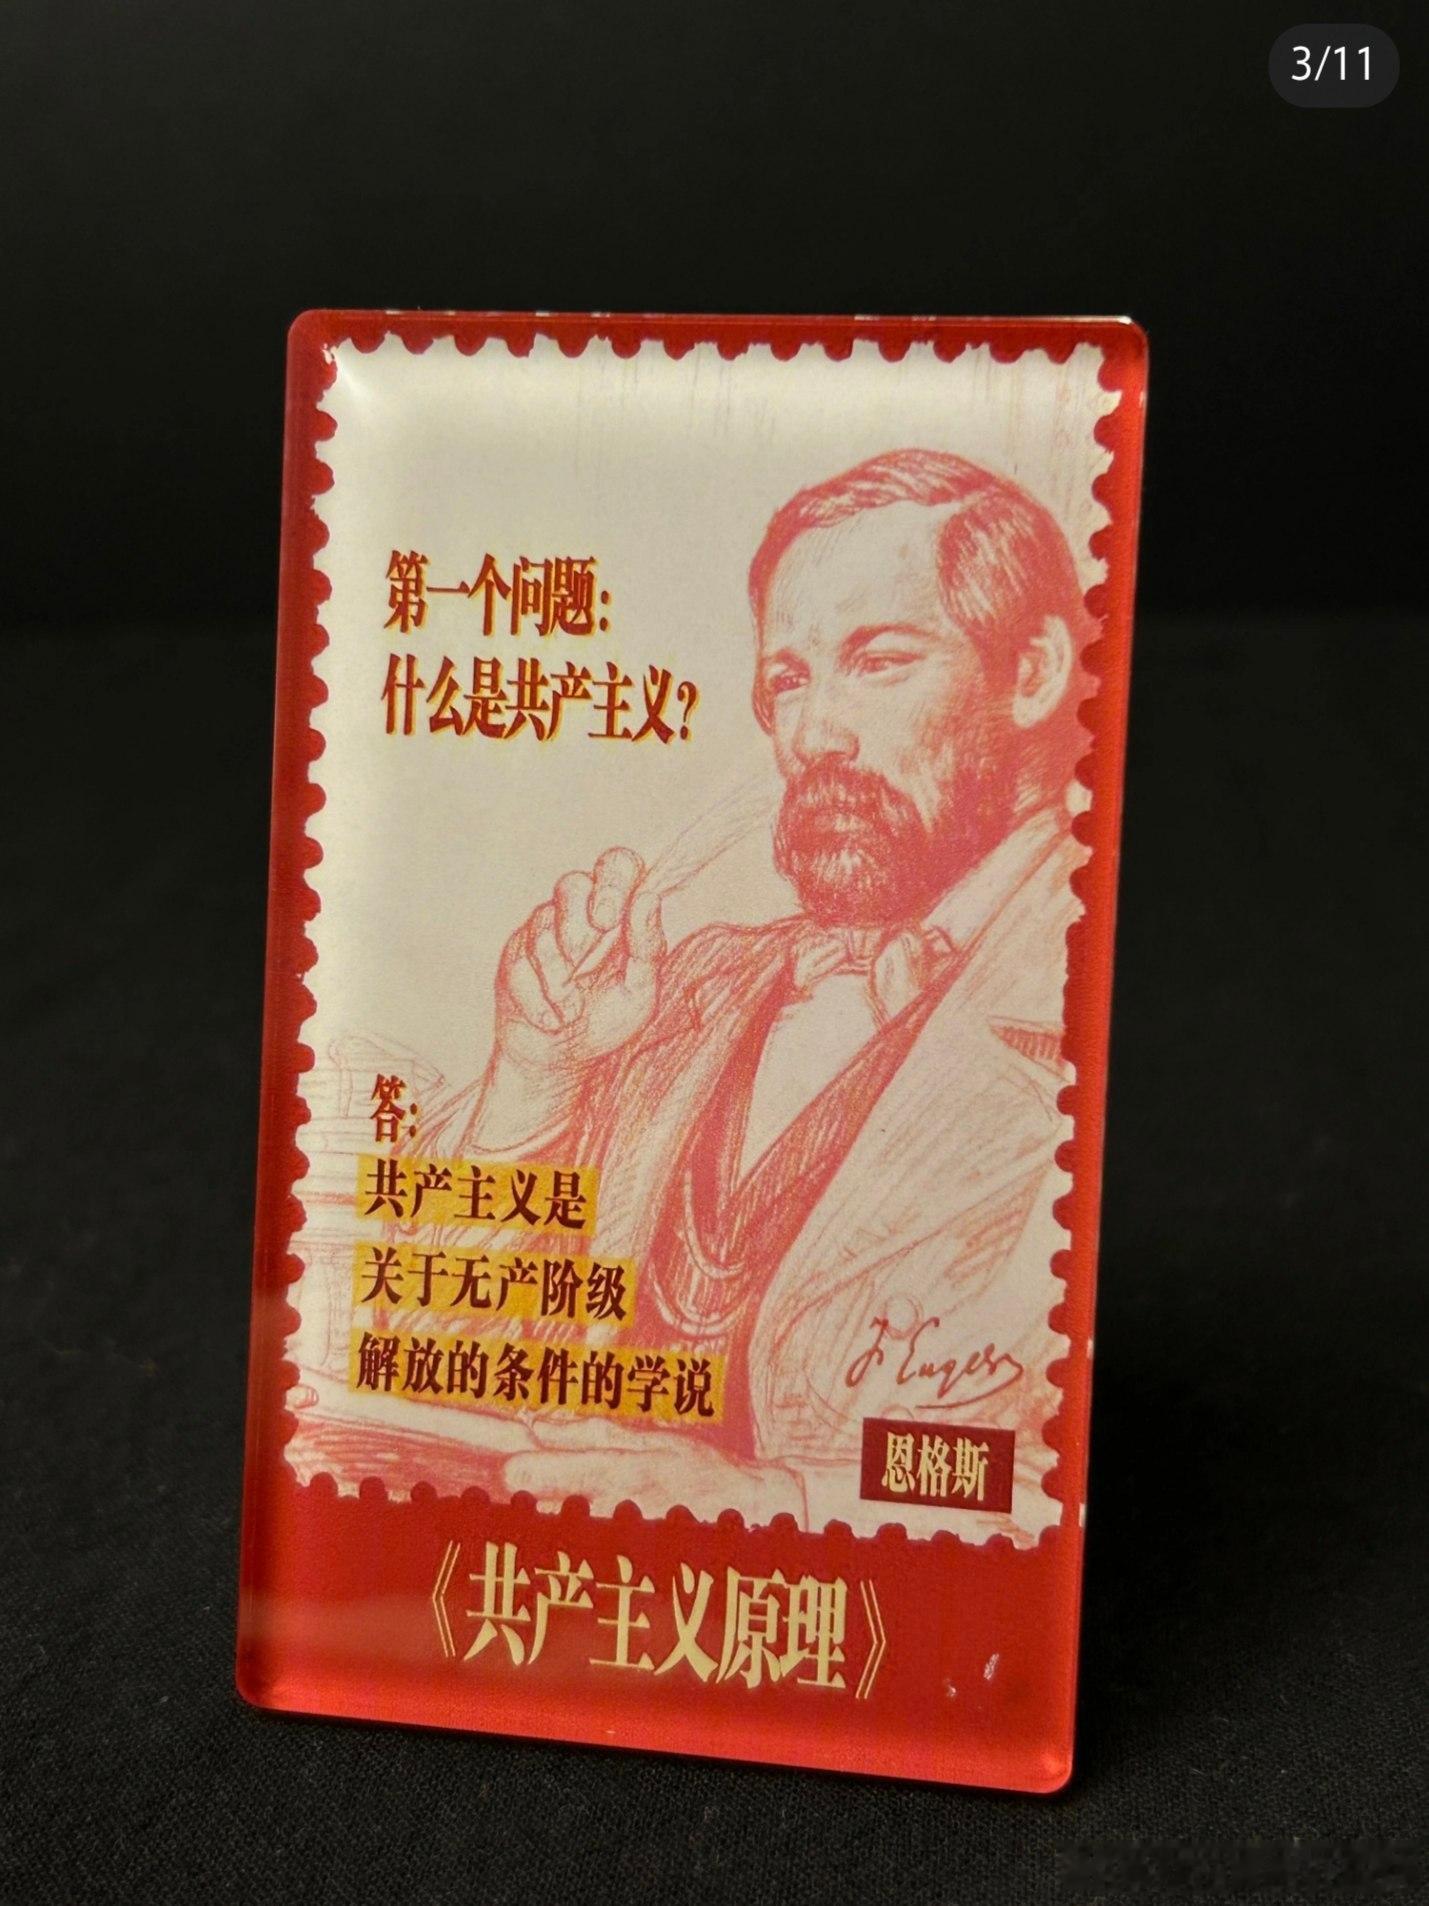 3/11
第一个问题：
什么是共产主义？
答：
共产主义是
关于无产阶级
解放的条件的学说
F. Engels
恩格斯
《共产主义原理》